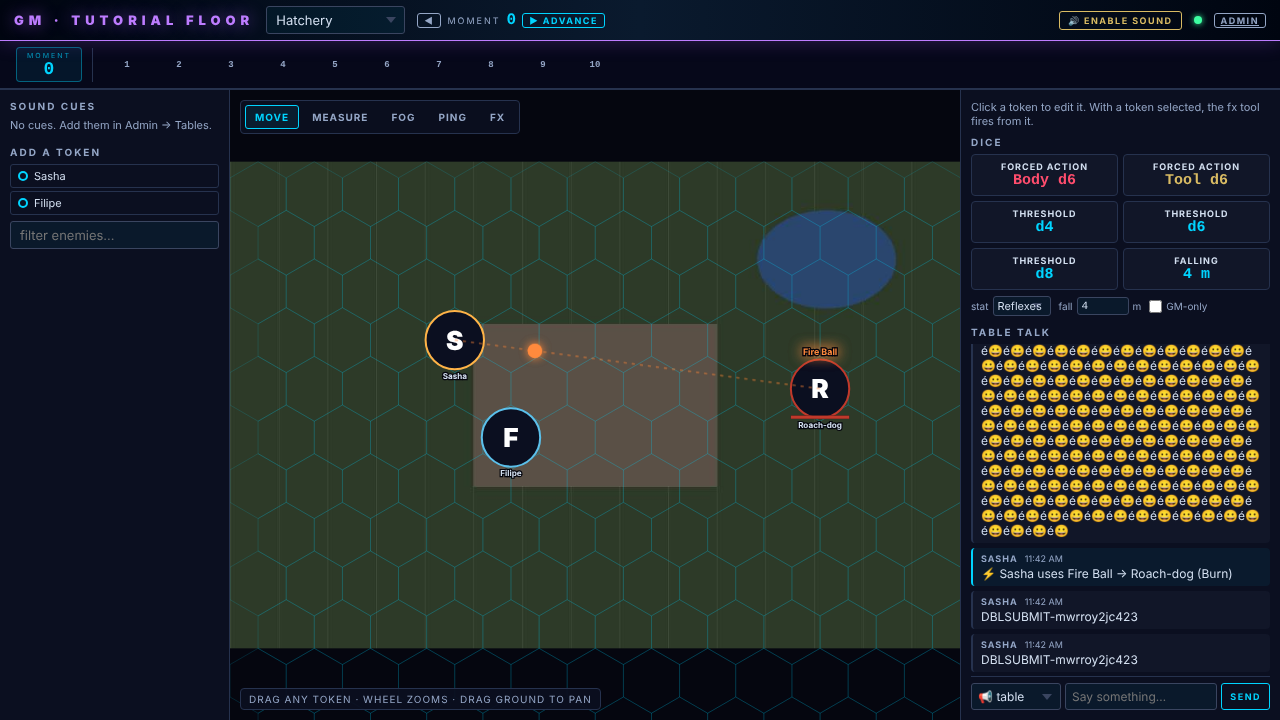 GM · TUTORIAL FLOOR
Hatchery
◀ MOMENT 0 ▶ ADVANCE
🔊 ENABLE SOUND
ADMIN
MOMENT
0
1 2 3 4 5 6 7 8 9 10
SOUND CUES
No cues. Add them in Admin → Tables.
ADD A TOKEN
Sasha
Filipe
filter enemies...
MOVE MEASURE FOG PING FX
S
Sasha
F
Filipe
Fire Ball
R
Roach-dog
DRAG ANY TOKEN · WHEEL ZOOMS · DRAG GROUND TO PAN
Click a token to edit it. With a token selected, the fx tool
fires from it.
DICE
FORCED ACTION
Body d6
FORCED ACTION
Tool d6
THRESHOLD
d4
THRESHOLD
d6
THRESHOLD
d8
FALLING
4 m
stat Reflexes fall 4 m GM-only
TABLE TALK
é😀é😀é😀é😀é😀é😀é😀é😀é😀é😀é😀é😀é
😀é😀é😀é😀é😀é😀é😀é😀é😀é😀é😀é😀é😀
é😀é😀é😀é😀é😀é😀é😀é😀é😀é😀é😀é😀é
😀é😀é😀é😀é😀é😀é😀é😀é😀é😀é😀é😀é😀
é😀é😀é😀é😀é😀é😀é😀é😀é😀é😀é😀é😀é
😀é😀é😀é😀é😀é😀é😀é😀é😀é😀é😀é😀é😀
é😀é😀é😀é😀é😀é😀é😀é😀é😀é😀é😀é😀é
😀é😀é😀é😀é😀é😀é😀é😀é😀é😀é😀é😀é😀
é😀é😀é😀é😀é😀é😀é😀é😀é😀é😀é😀é😀é
😀é😀é😀é😀é😀é😀é😀é😀é😀é😀é😀é😀é😀
é😀é😀é😀é😀é😀é😀é😀é😀é😀é😀é😀é😀é
😀é😀é😀é😀é😀é😀é😀é😀é😀é😀é😀é😀é😀
é😀é😀é😀é😀
SASHA 11:42 AM
⚡ Sasha uses Fire Ball → Roach-dog (Burn)
SASHA 11:42 AM
DBLSUBMIT-mwrroy2jc423
SASHA 11:42 AM
DBLSUBMIT-mwrroy2jc423
📢 table
Say something...
SEND